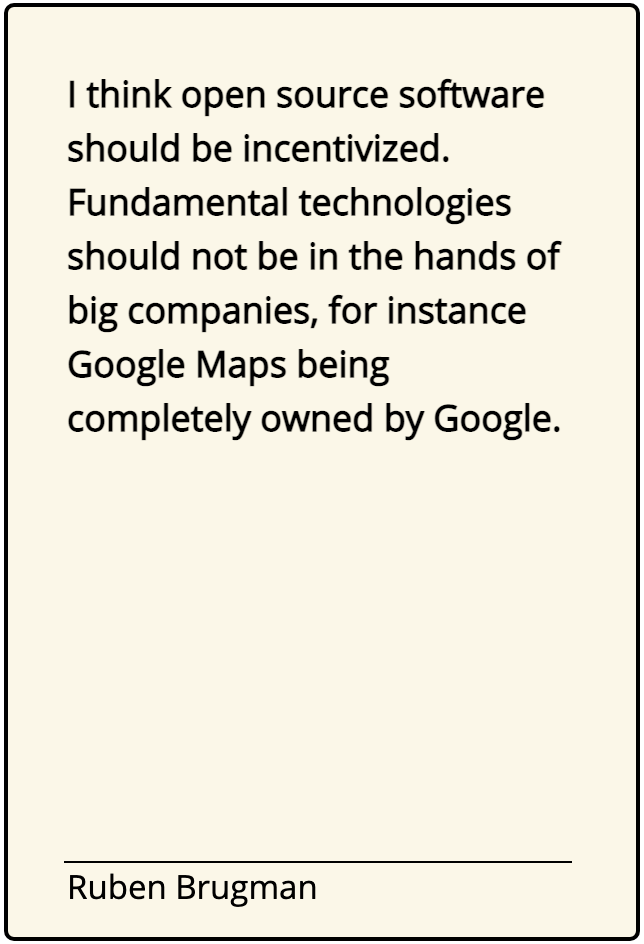 I think open source software
should be incentivized.
Fundamental technologies
should not be in the hands of
big companies, for instance
Google Maps being
completely owned by Google.
Ruben Brugman